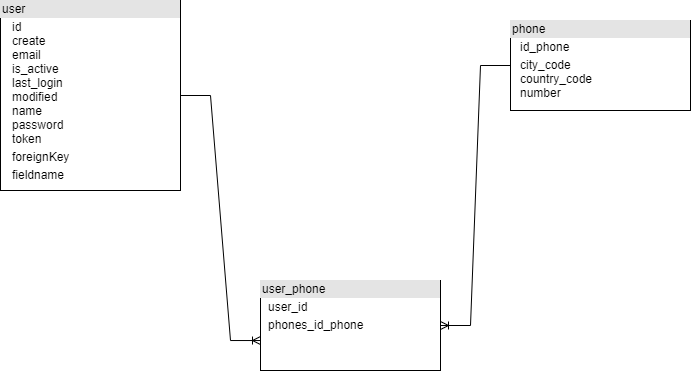 user
id
create
email
is_active
last_login
modified
name
password
token
foreignKey
fieldname
phone
id_phone
city_code
country_code
number
user_phone
user_id
phones_id_phone